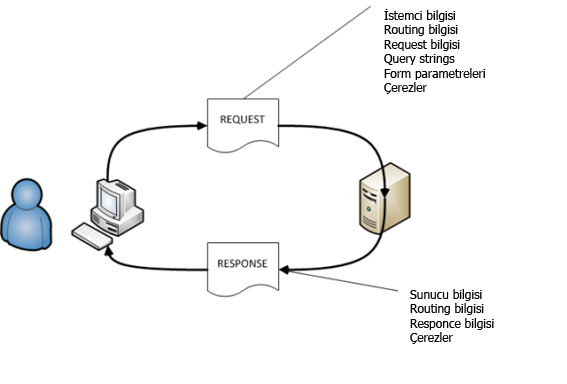 İstemci bilgisi
Routing bilgisi
Request bilgisi
Query strings
Form parametreleri
Çerezler
REQUEST
RESPONSE
Sunucu bilgisi
Routing bilgisi
Responce bilgisi
Çerezler